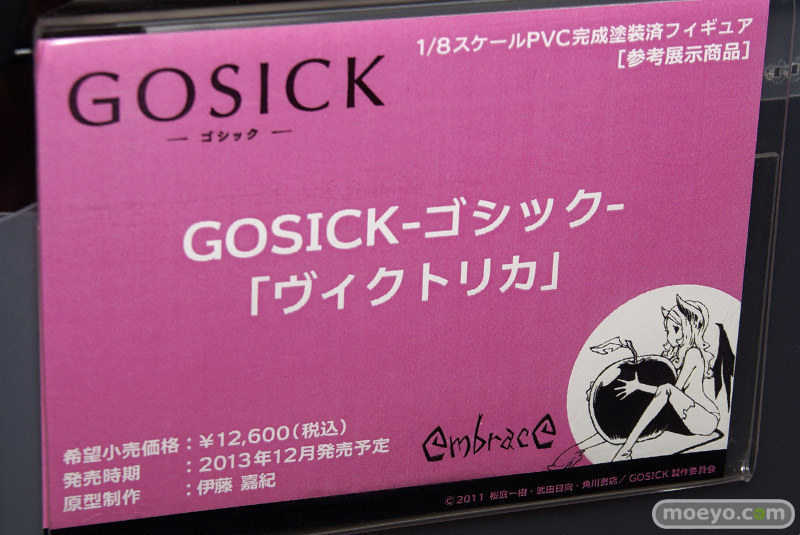 1/8スケールPVC完成塗装済フィギュア
[参考展示商品]
GOSICK
― ゴシック ―
GOSICK-ゴシック-
「ヴィクトリカ」
希望小売価格：￥12,600(税込)
発売時期　　：2013年12月発売予定
原型制作　　：伊藤 嘉紀
embracE
©2011 桜庭一樹・武田日向・角川書店／GOSICK製作委員会
moeyo.com